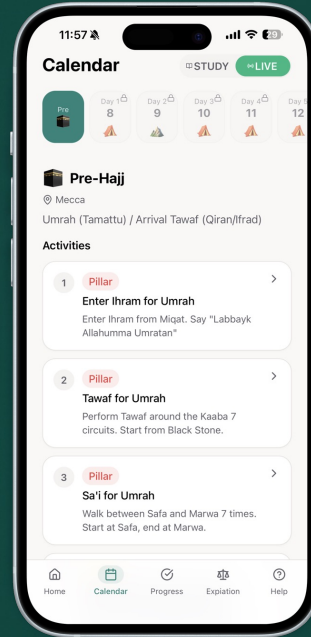 11:57
29
Calendar
STUDY
LIVE
Pre
Day 1
8
Day 2
9
Day 3
10
Day 4
11
Day 5
12
Pre-Hajj
Mecca
Umrah (Tamattu) / Arrival Tawaf (Qiran/Ifrad)
Activities
1
Pillar
Enter Ihram for Umrah
Enter Ihram from Miqat. Say "Labbayk
Allahumma Umratan"
2
Pillar
Tawaf for Umrah
Perform Tawaf around the Kaaba 7
circuits. Start from Black Stone.
3
Pillar
Sa'i for Umrah
Walk between Safa and Marwa 7 times.
Start at Safa, end at Marwa.
Home
Calendar
Progress
Expiation
Help